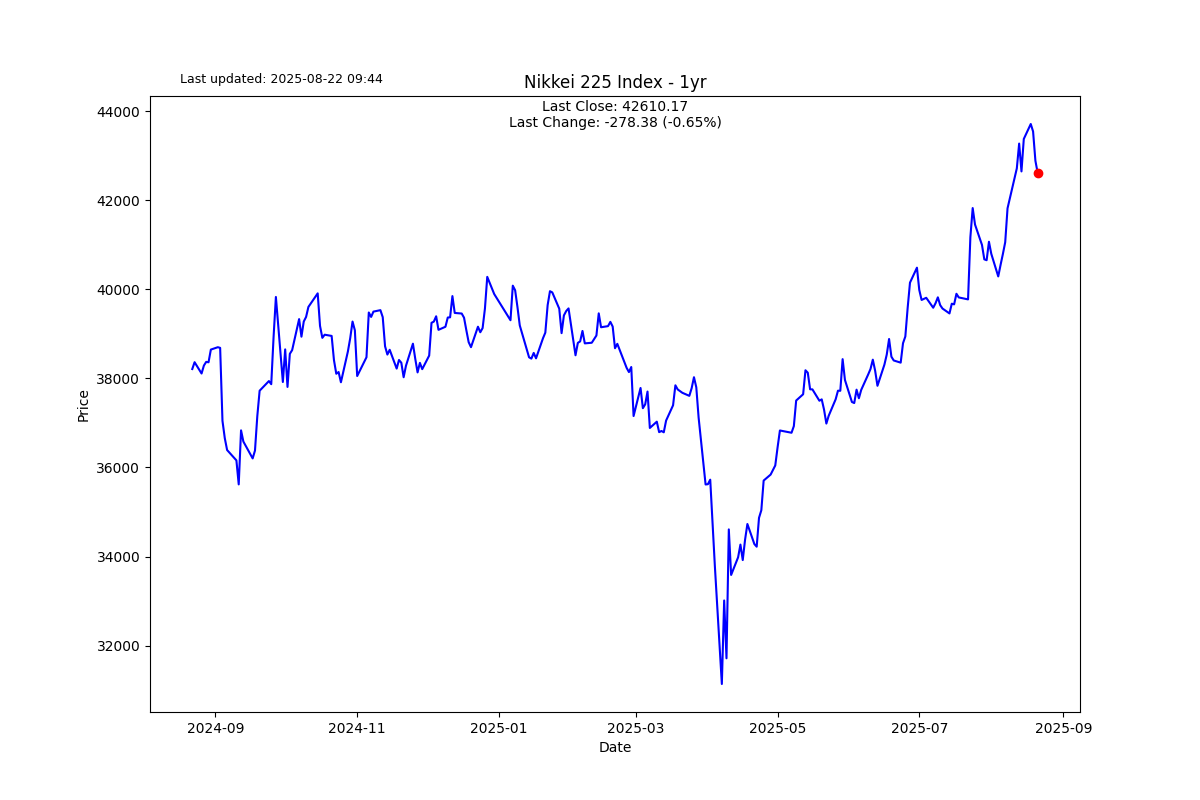 Last updated: 2025-08-22 09:44
Nikkei 225 Index - 1yr
Last Close: 42610.17
Last Change: -278.38 (-0.65%)
Price
44000
42000
40000
38000
36000
34000
32000
2024-09 2024-11 2025-01 2025-03 2025-05 2025-07 2025-09
Date